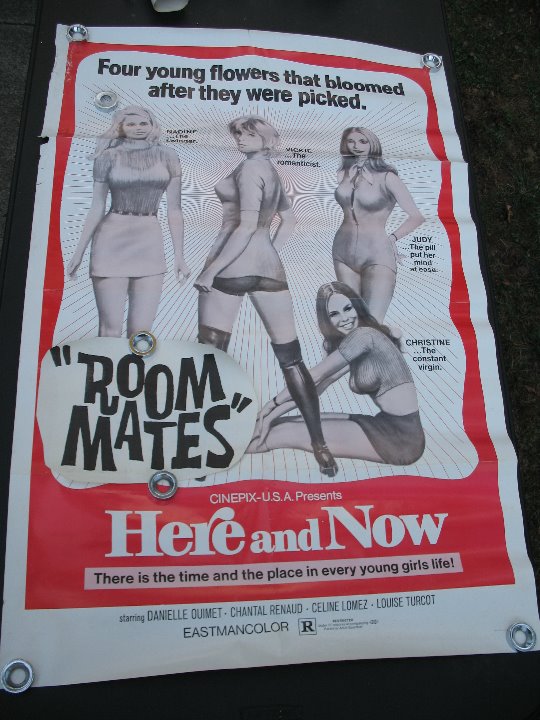 Four young flowers that bloomed
after they were picked.
NADINE
...The
swinger.
VICKIE
...The
romanticist.
JUDY
...The pill
put her
mind
at ease.
CHRISTINE
...The
constant
virgin.
"ROOM
MATES"
CINEPIX-U.S.A. Presents
Here and Now
There is the time and the place in every young girls life!
starring DANIELLE OUIMET · CHANTAL RENAUD · CELINE LOMEZ · LOUISE TURCOT
EASTMANCOLOR R RESTRICTED